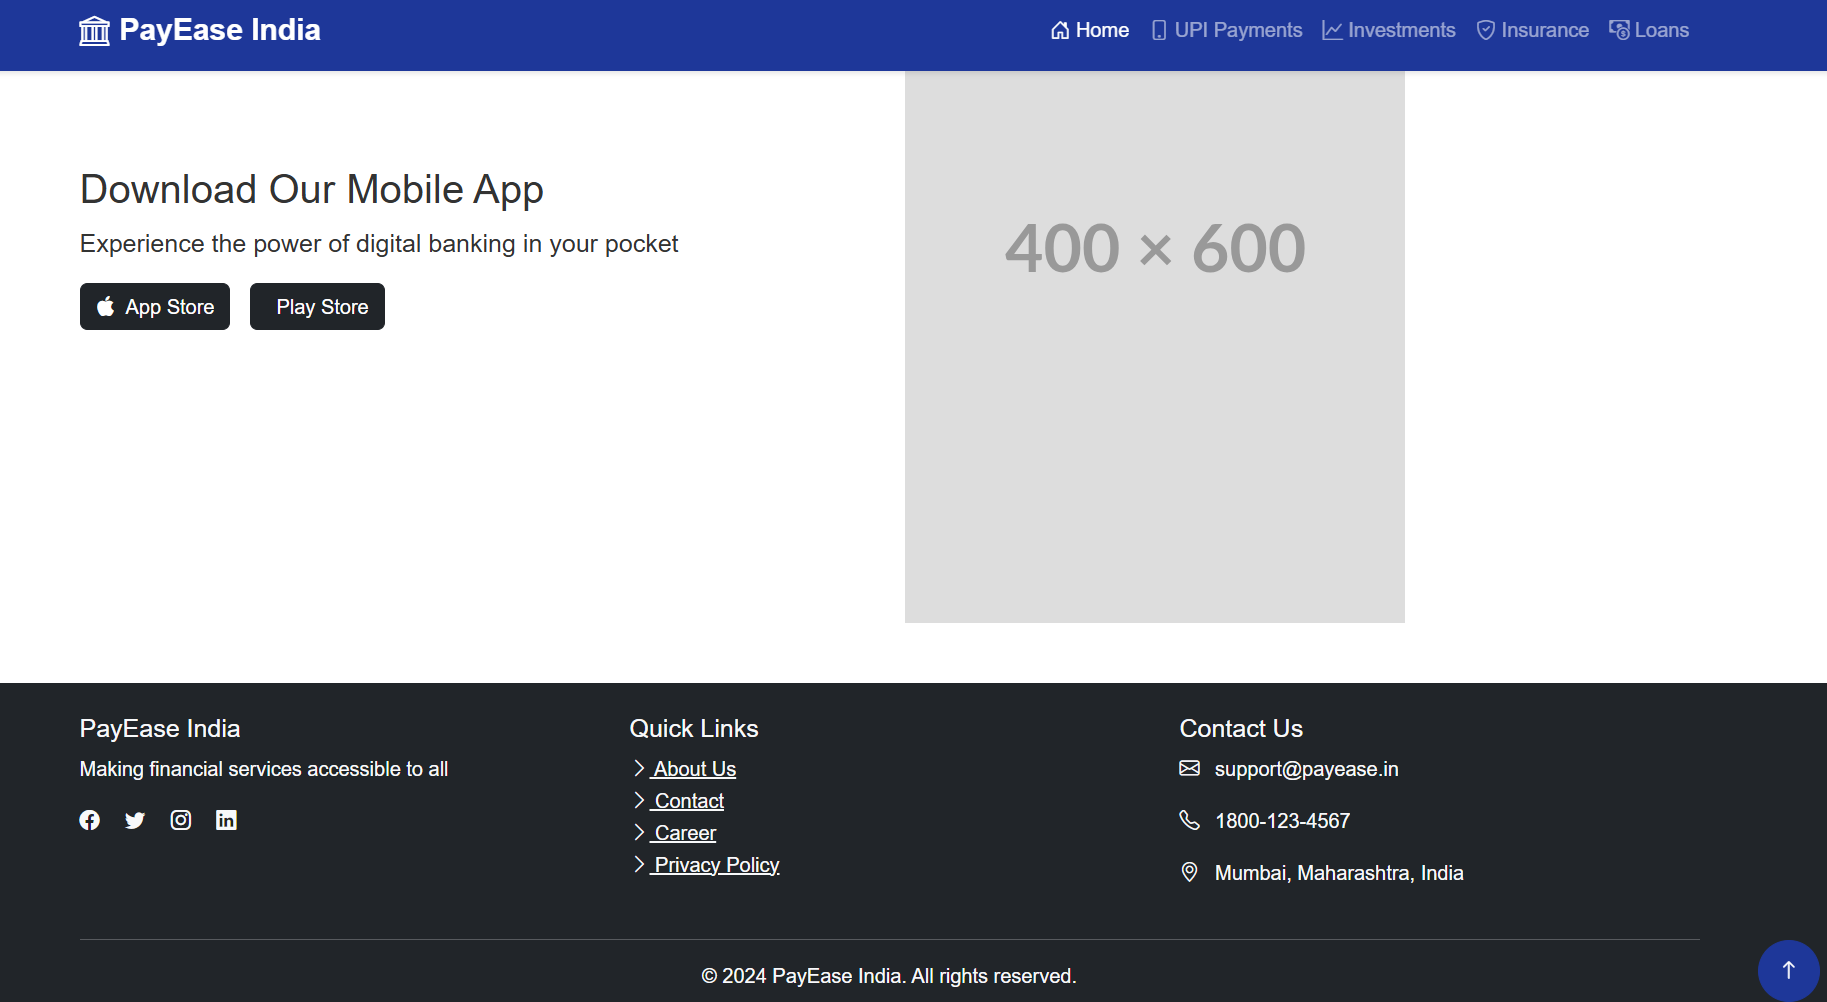 PayEase India
Home UPI Payments Investments Insurance Loans
Download Our Mobile App
Experience the power of digital banking in your pocket
App Store Play Store
400 × 600
PayEase India
Making financial services accessible to all
Quick Links
About Us
Contact
Career
Privacy Policy
Contact Us
support@payease.in
1800-123-4567
Mumbai, Maharashtra, India
© 2024 PayEase India. All rights reserved.